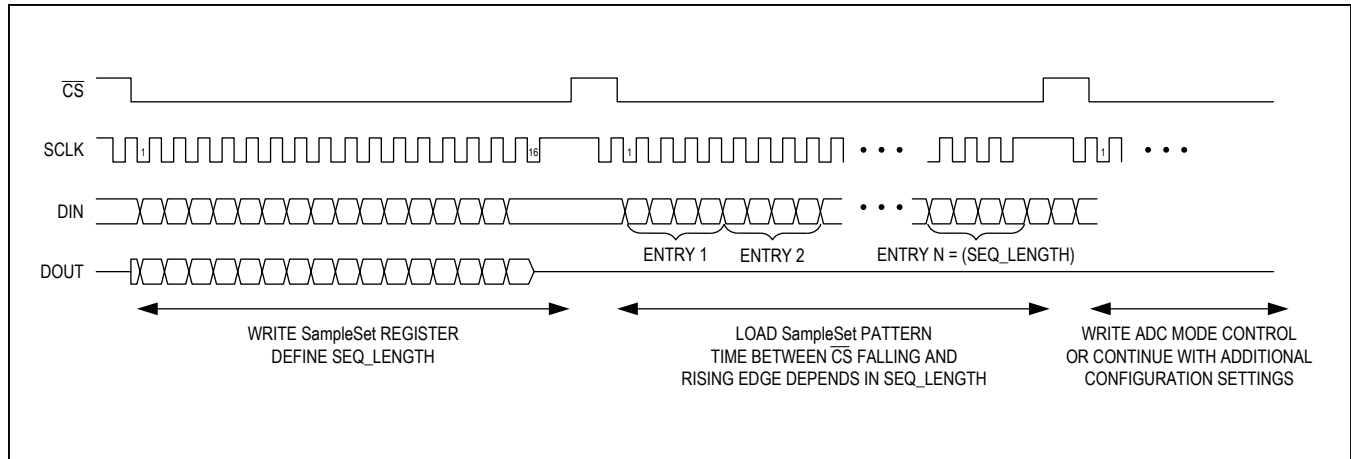 CS
SCLK 1 16 1 • • • 1 • • •
DIN • • •
ENTRY 1 ENTRY 2 ENTRY N = (SEQ_LENGTH)
DOUT
WRITE SampleSet REGISTER
DEFINE SEQ_LENGTH
LOAD SampleSet PATTERN
TIME BETWEEN CS FALLING AND
RISING EDGE DEPENDS IN SEQ_LENGTH
WRITE ADC MODE CONTROL
OR CONTINUE WITH ADDITIONAL
CONFIGURATION SETTINGS